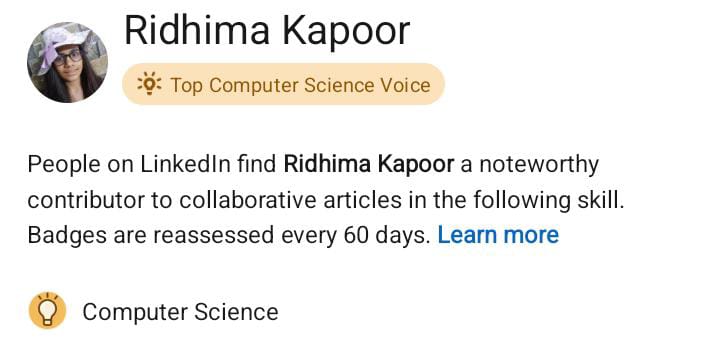 Ridhima Kapoor
Top Computer Science Voice
People on LinkedIn find Ridhima Kapoor a noteworthy
contributor to collaborative articles in the following skill.
Badges are reassessed every 60 days. Learn more
Computer Science